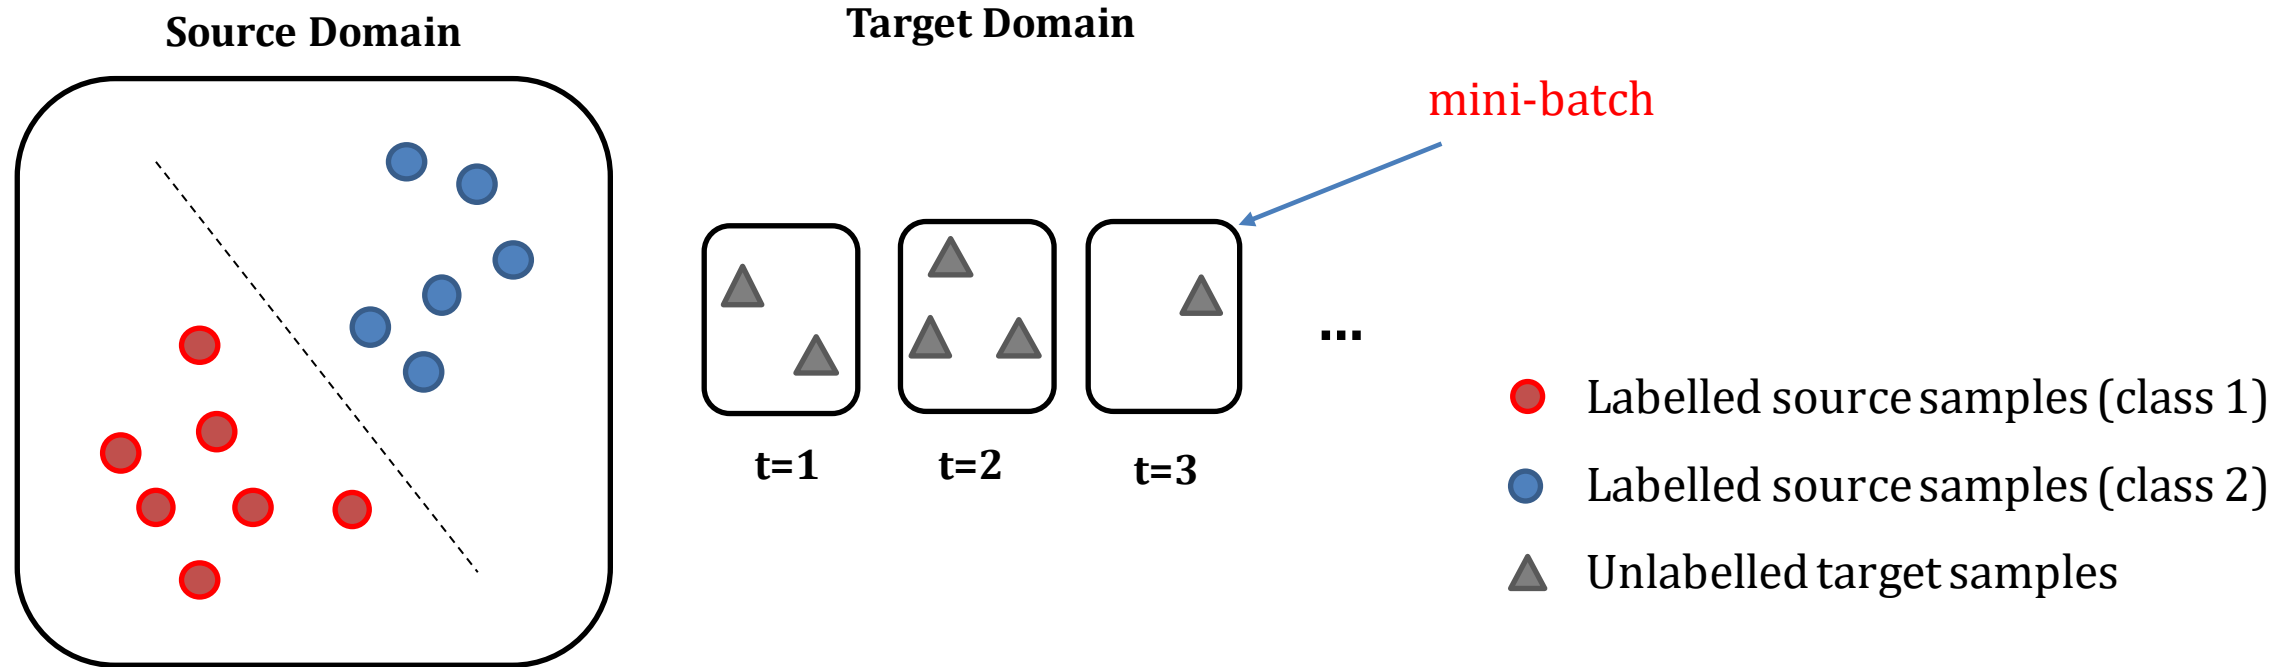 Source Domain
Target Domain
mini-batch
...
t=1
t=2
t=3
Labelled source samples (class 1)
Labelled source samples (class 2)
Unlabelled target samples